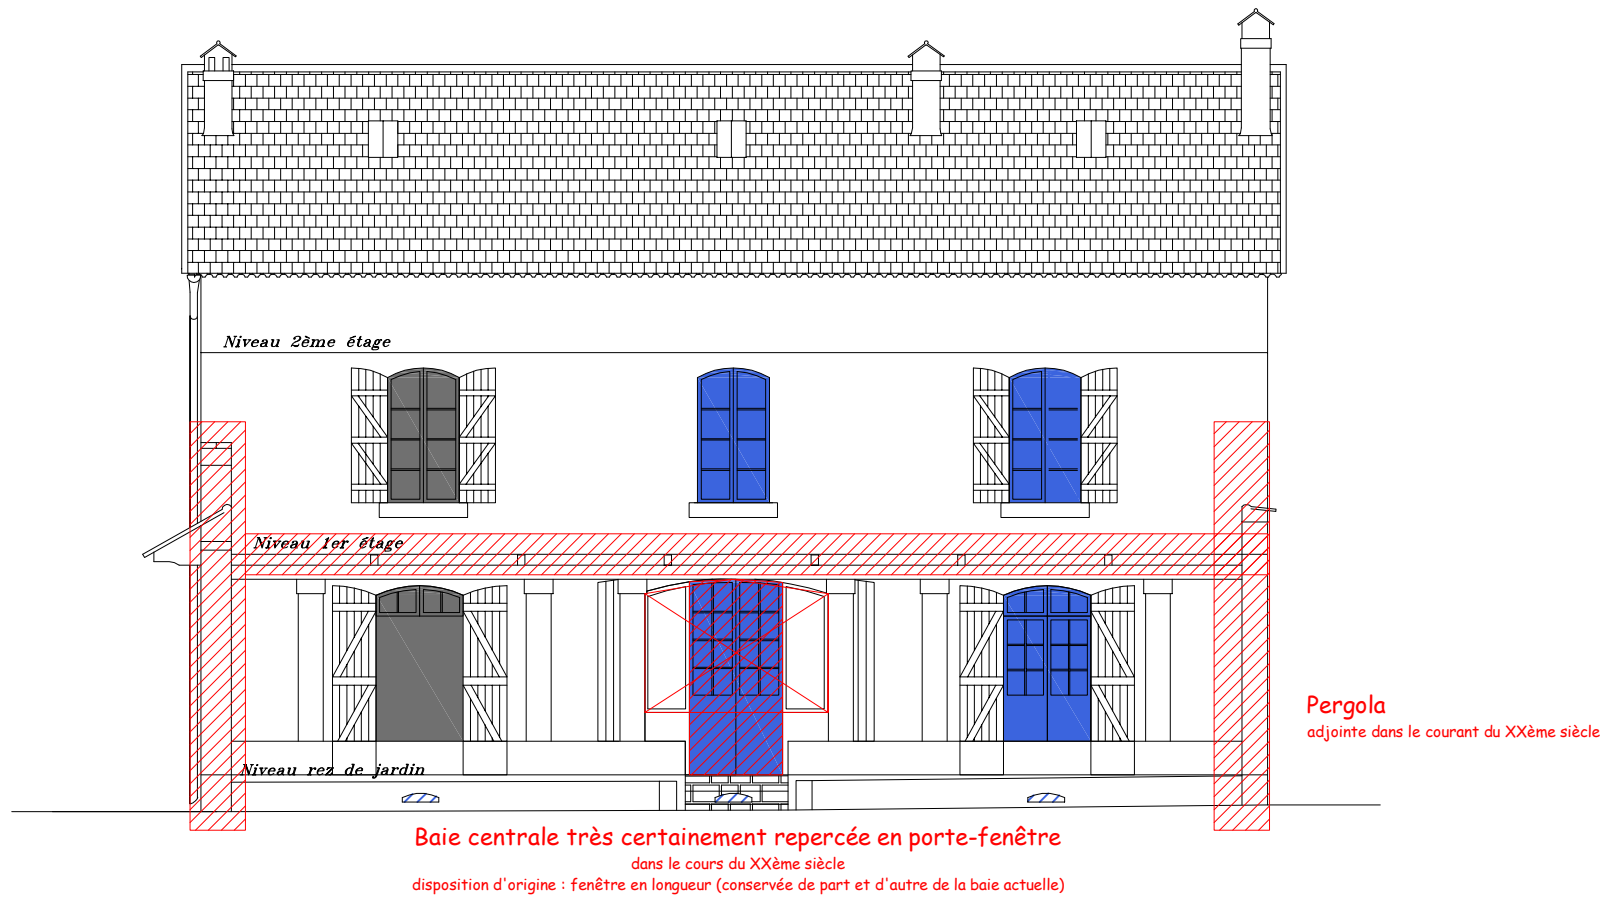 Niveau 2ème étage
Niveau 1er étage
Pergola
adjointe dans le courant du XXème siècle
Niveau rez de jardin
Baie centrale très certainement repercée en porte-fenêtre
dans le cours du XXème siècle
disposition d'origine : fenêtre en longueur (conservée de part et d'autre de la baie actuelle)